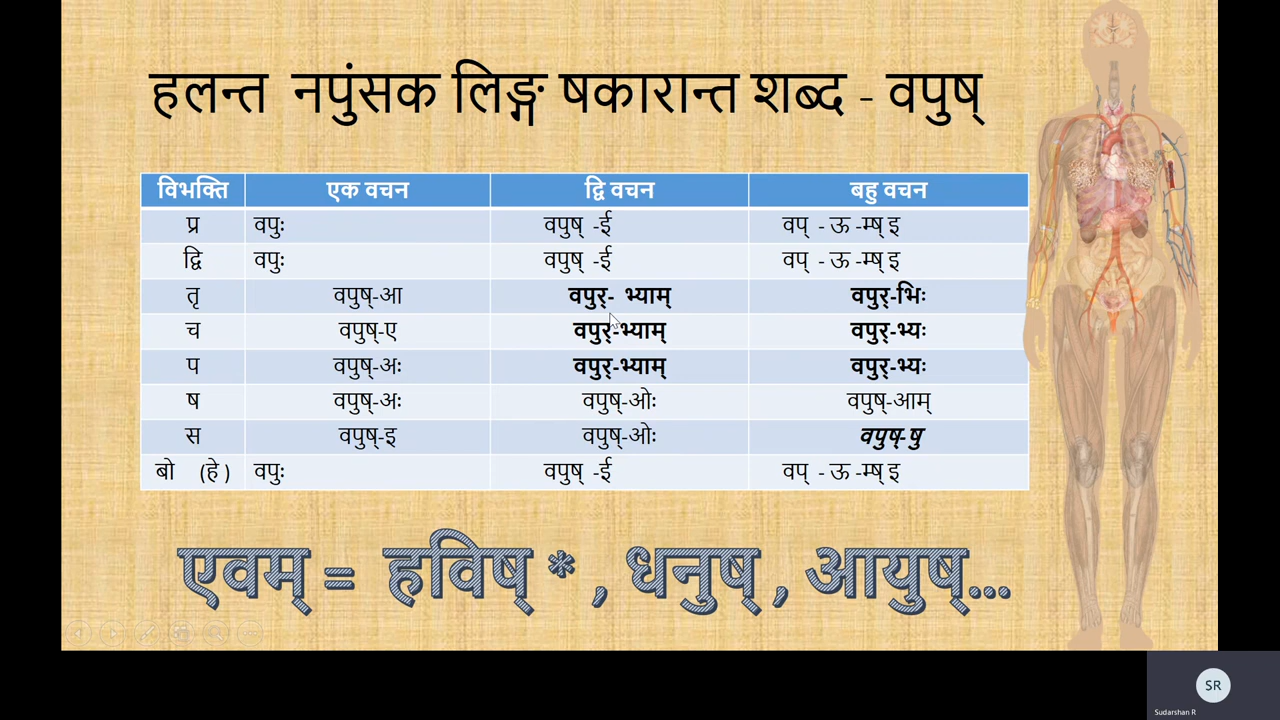 हलन्त नपुंसक लिङ्ग षकारान्त शब्द - वपुष्
विभक्ति एक वचन द्वि वचन बहु वचन
प्र वपुः वपुष् -ई वप् - ऊ -म्ष् इ
द्वि वपुः वपुष् -ई वप् - ऊ -म्ष् इ
तृ वपुष्-आ वपुर्- भ्याम् वपुर्-भिः
च वपुष्-ए वपुर्-भ्याम् वपुर्-भ्यः
प वपुष्-अः वपुर्-भ्याम् वपुर्-भ्यः
ष वपुष्-अः वपुष्-ओः वपुष्-आम्
स वपुष्-इ वपुष्-ओः वपुष्-षु
बो (हे ) वपुः वपुष् -ई वप् - ऊ -म्ष् इ
एवम् = हविष् * , धनुष् , आयुष्...
SR
Sudarshan R